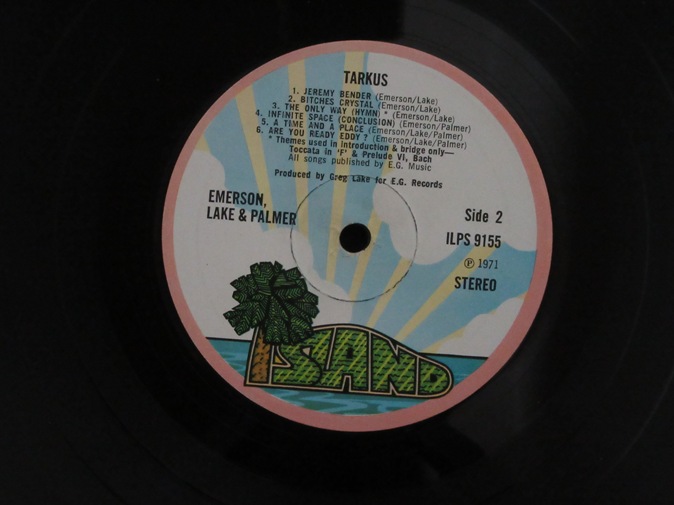 TARKUS
1. JEREMY BENDER (Emerson/Lake)
2. BITCHES CRYSTAL (Emerson/Lake)
3. THE ONLY WAY (HYMN) * (Emerson/Lake)
4. INFINITE SPACE (CONCLUSION) (Emerson/Palmer)
5. A TIME AND A PLACE (Emerson/Lake/Palmer)
6. ARE YOU READY EDDY ? (Emerson/Lake/Palmer)
* Themes used in introduction & bridge only—
Toccata in 'F' & Prelude VI, Bach
All songs published by E.G. Music
Produced by Greg Lake for E.G. Records
EMERSON,
LAKE & PALMER
Side 2
ILPS 9155
Ⓟ 1971
STEREO
ISLAND